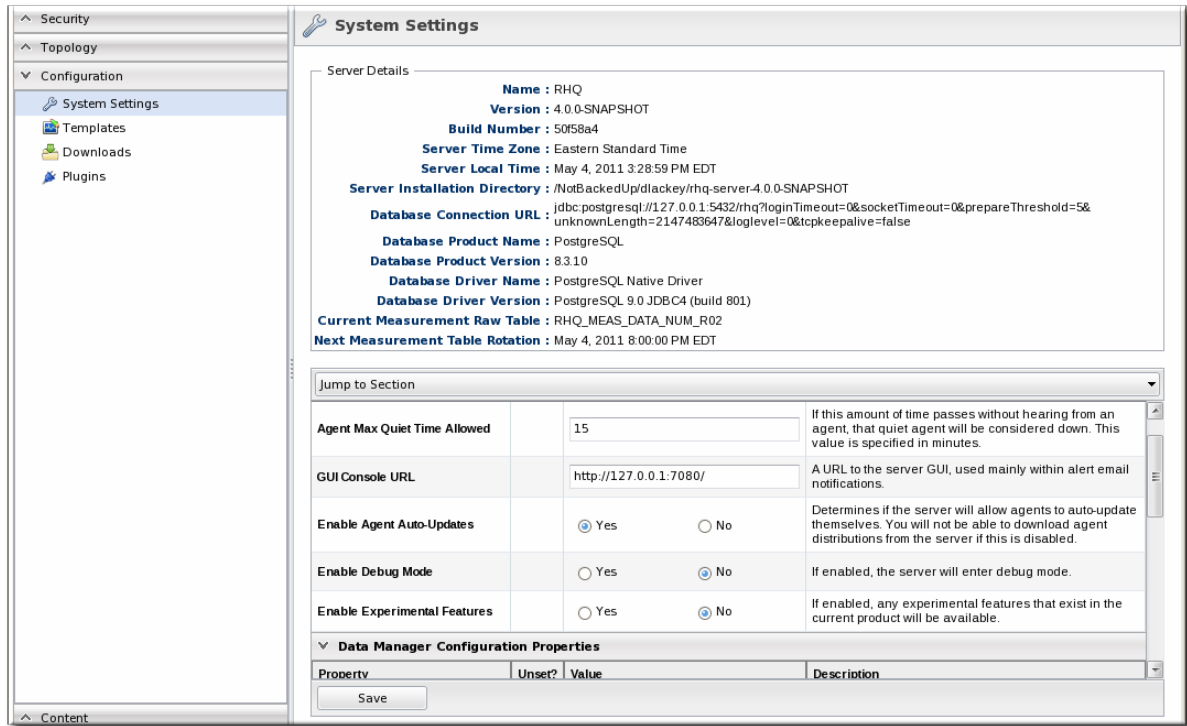 Security
Topology
Configuration
System Settings
Templates
Downloads
Plugins
Content
System Settings
Server Details
Name : RHQ
Version : 4.0.0-SNAPSHOT
Build Number : 50f58a4
Server Time Zone : Eastern Standard Time
Server Local Time : May 4, 2011 3:28:59 PM EDT
Server Installation Directory : /NotBackedUp/dlackey/rhq-server-4.0.0-SNAPSHOT
Database Connection URL : jdbc:postgresql://127.0.0.1:5432/rhq?loginTimeout=0&socketTimeout=0&prepareThreshold=5&
unknownLength=2147483647&loglevel=0&tcpkeepalive=false
Database Product Name : PostgreSQL
Database Product Version : 8.3.10
Database Driver Name : PostgreSQL Native Driver
Database Driver Version : PostgreSQL 9.0 JDBC4 (build 801)
Current Measurement Raw Table : RHQ_MEAS_DATA_NUM_R02
Next Measurement Table Rotation : May 4, 2011 8:00:00 PM EDT
Jump to Section
Agent Max Quiet Time Allowed
15
If this amount of time passes without hearing from an
agent, that quiet agent will be considered down. This
value is specified in minutes.
GUI Console URL
http://127.0.0.1:7080/
A URL to the server GUI, used mainly within alert email
notifications.
Enable Agent Auto-Updates
Yes No
Determines if the server will allow agents to auto-update
themselves. You will not be able to download agent
distributions from the server if this is disabled.
Enable Debug Mode
Yes No
If enabled, the server will enter debug mode.
Enable Experimental Features
Yes No
If enabled, any experimental features that exist in the
current product will be available.
Data Manager Configuration Properties
Property Unset? Value Description
Save